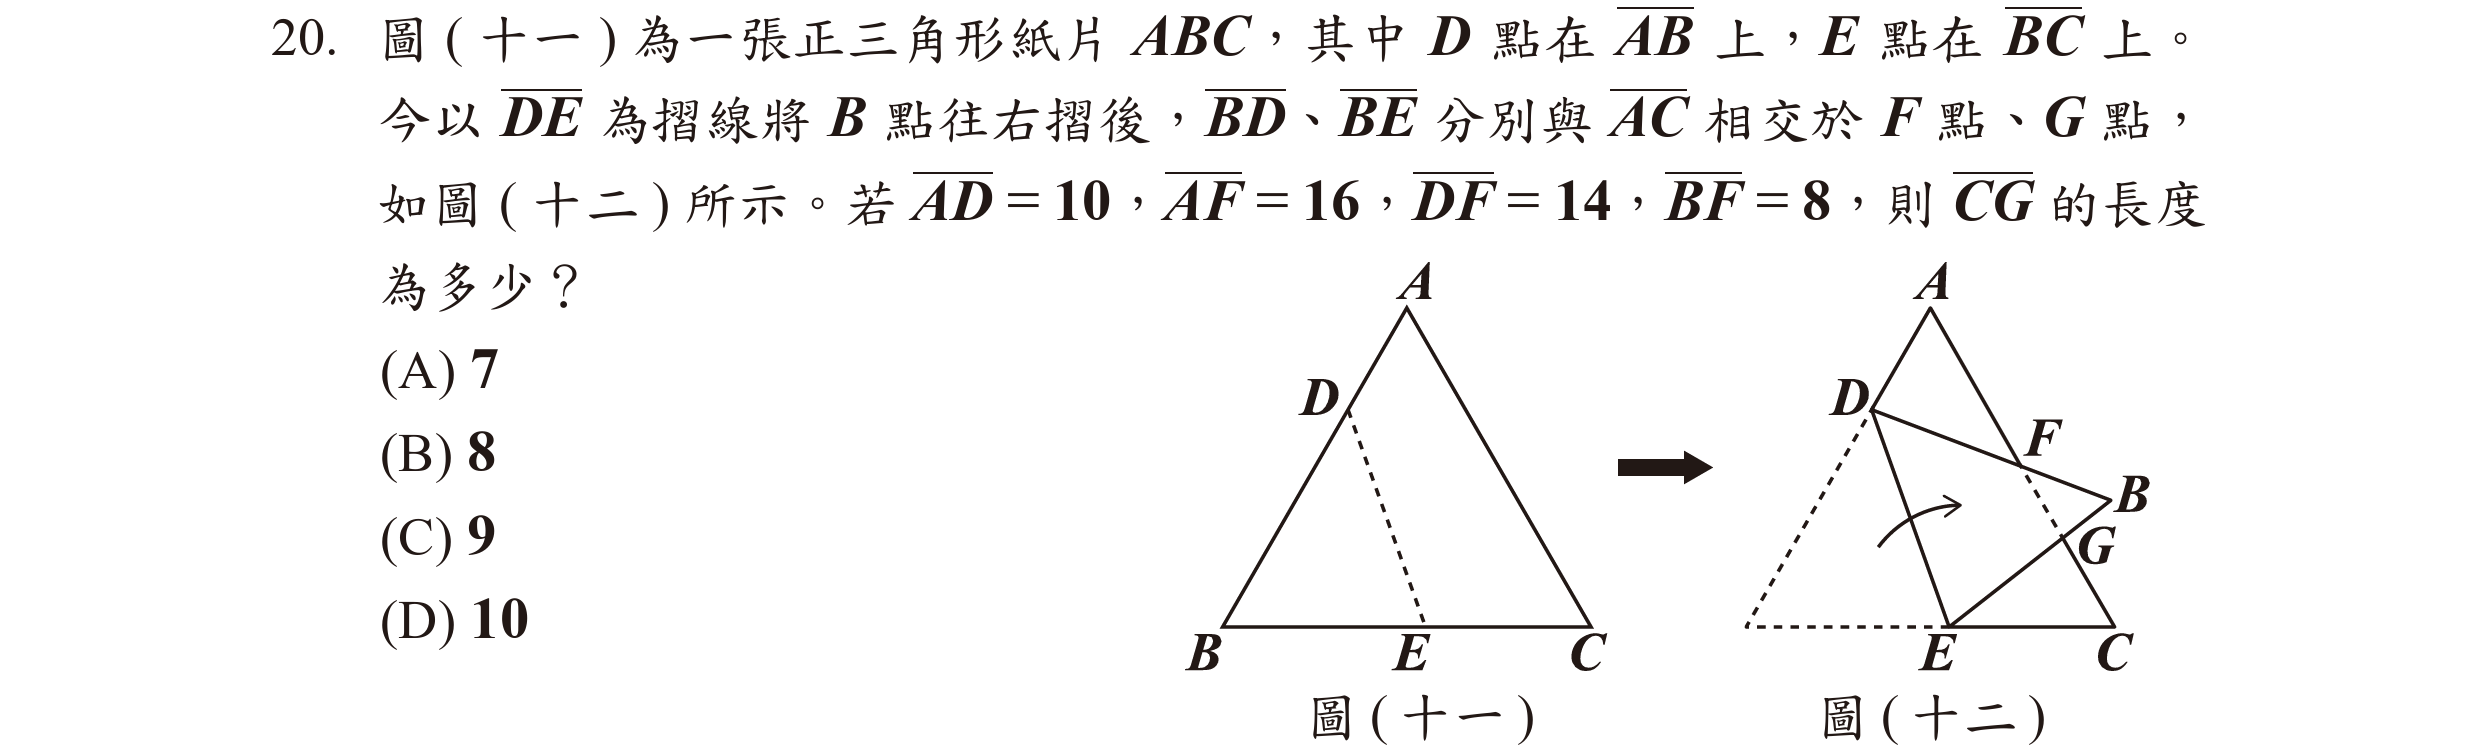 20. 圖(十一)為一張正三角形紙片 ABC，其中 D 點在 AB 上，E 點在 BC 上。
今以 DE 為摺線將 B 點往右摺後，BD、BE 分別與 AC 相交於 F 點、G 點，
如圖(十二)所示。若 AD = 10，AF = 16，DF = 14，BF = 8，則 CG 的長度
為多少？
(A) 7
(B) 8
(C) 9
(D) 10
A
D
B
E
C
圖(十一)
A
D
F
B
G
E
C
圖(十二)